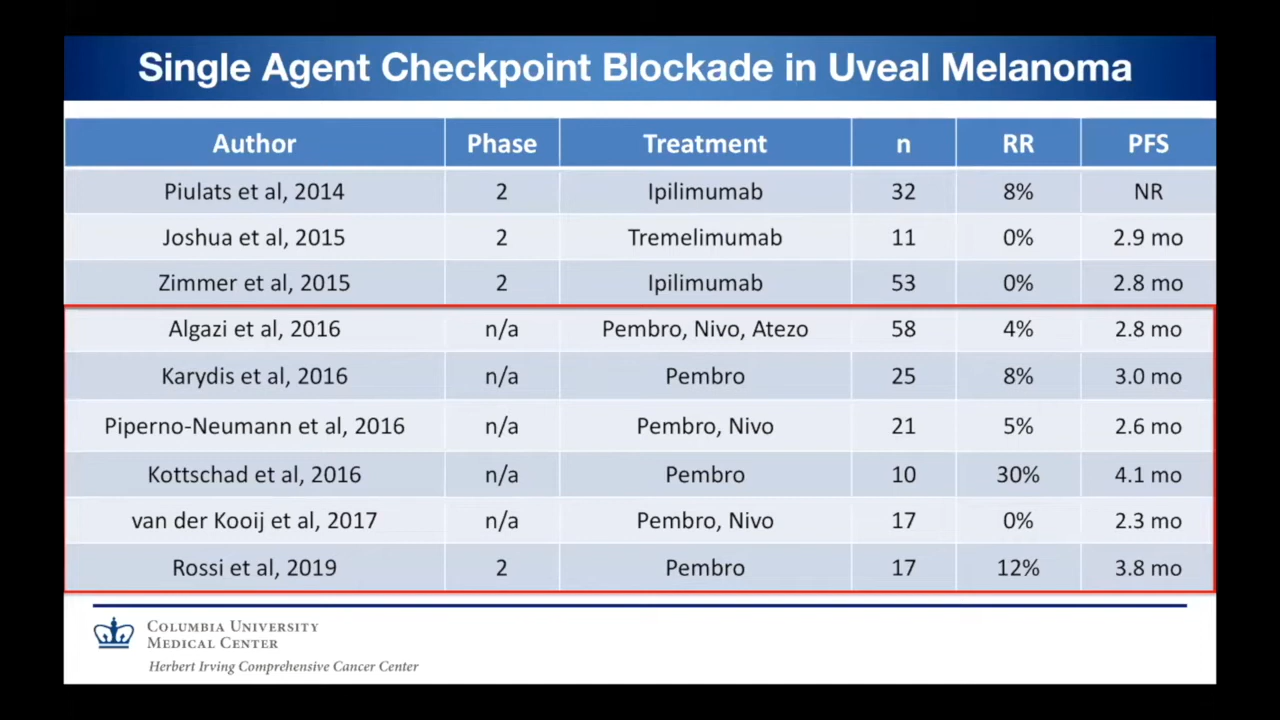 Single Agent Checkpoint Blockade in Uveal Melanoma
Author Phase Treatment n RR PFS
Piulats et al, 2014 2 Ipilimumab 32 8% NR
Joshua et al, 2015 2 Tremelimumab 11 0% 2.9 mo
Zimmer et al, 2015 2 Ipilimumab 53 0% 2.8 mo
Algazi et al, 2016 n/a Pembro, Nivo, Atezo 58 4% 2.8 mo
Karydis et al, 2016 n/a Pembro 25 8% 3.0 mo
Piperno-Neumann et al, 2016 n/a Pembro, Nivo 21 5% 2.6 mo
Kottschad et al, 2016 n/a Pembro 10 30% 4.1 mo
van der Kooij et al, 2017 n/a Pembro, Nivo 17 0% 2.3 mo
Rossi et al, 2019 2 Pembro 17 12% 3.8 mo
COLUMBIA UNIVERSITY
MEDICAL CENTER
Herbert Irving Comprehensive Cancer Center